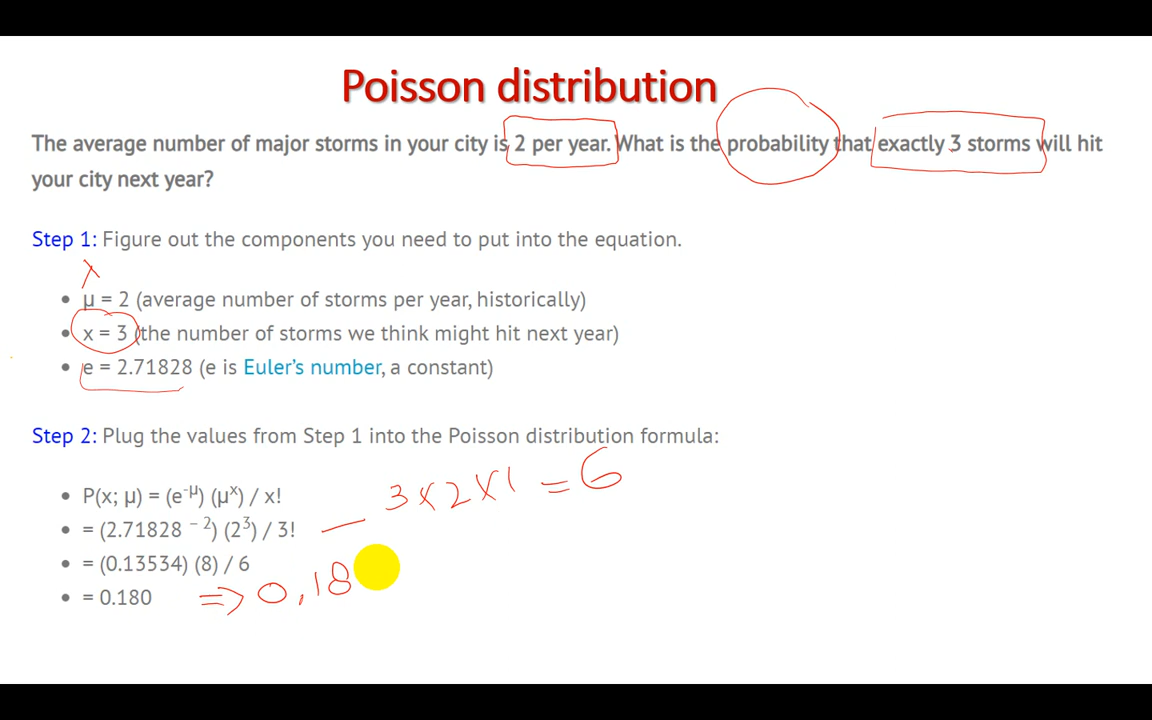 Poisson distribution
The average number of major storms in your city is 2 per year. What is the probability that exactly 3 storms will hit
your city next year?
Step 1: Figure out the components you need to put into the equation.
λ
• μ = 2 (average number of storms per year, historically)
• x = 3 (the number of storms we think might hit next year)
• e = 2.71828 (e is Euler’s number, a constant)
Step 2: Plug the values from Step 1 into the Poisson distribution formula:
• P(x; μ) = (e⁻μ) (μˣ) / x!
3 x 2 x 1 = 6
• = (2.71828 ⁻ ²) (2³) / 3!
• = (0.13534) (8) / 6
• = 0.180 => 0,18